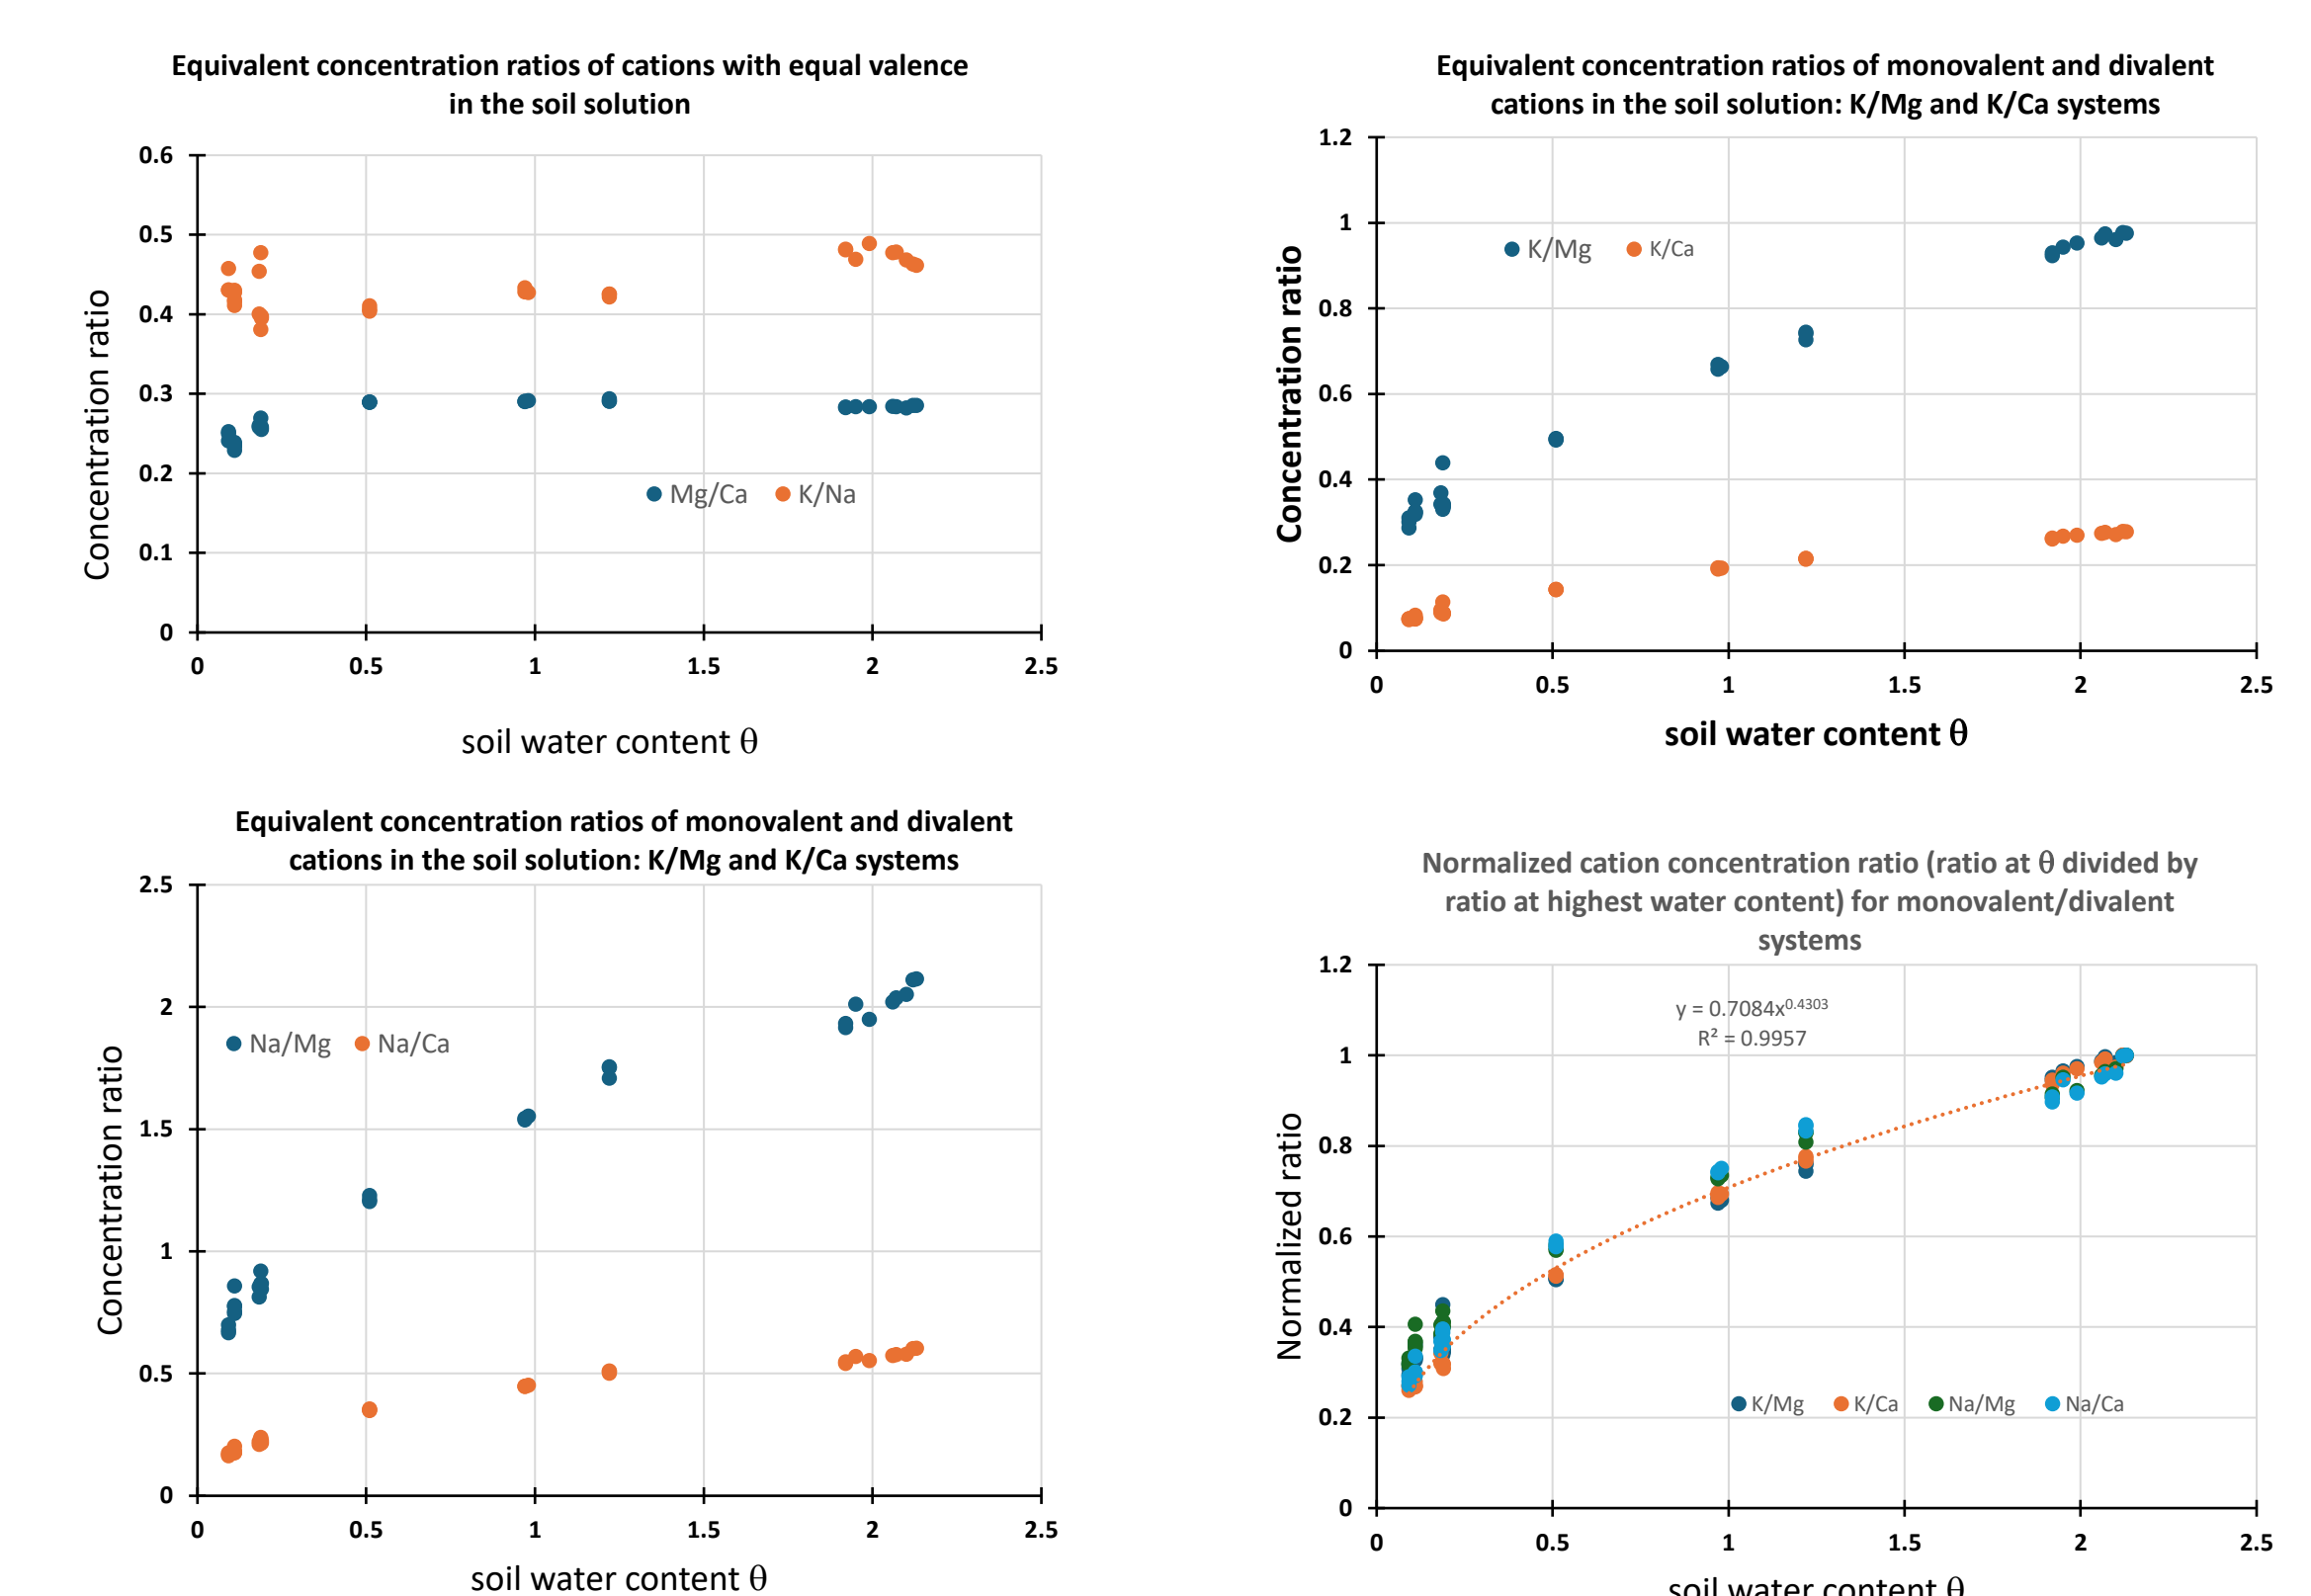 Equivalent concentration ratios of cations with equal valence
in the soil solution
0.6
0.5
0.4
0.3
0.2
0.1
0
Concentration ratio
Mg/Ca K/Na
0 0.5 1 1.5 2 2.5
soil water content θ
Equivalent concentration ratios of monovalent and divalent
cations in the soil solution: K/Mg and K/Ca systems
1.2
1
0.8
0.6
0.4
0.2
0
Concentration ratio
K/Mg K/Ca
0 0.5 1 1.5 2 2.5
soil water content θ
Equivalent concentration ratios of monovalent and divalent
cations in the soil solution: K/Mg and K/Ca systems
2.5
2
1.5
1
0.5
0
Concentration ratio
Na/Mg Na/Ca
0 0.5 1 1.5 2 2.5
soil water content θ
Normalized cation concentration ratio (ratio at θ divided by
ratio at highest water content) for monovalent/divalent
systems
1.2
1
0.8
0.6
0.4
0.2
0
Normalized ratio
y = 0.7084x^0.4303
R² = 0.9957
K/Mg K/Ca Na/Mg Na/Ca
0 0.5 1 1.5 2 2.5
soil water content θ